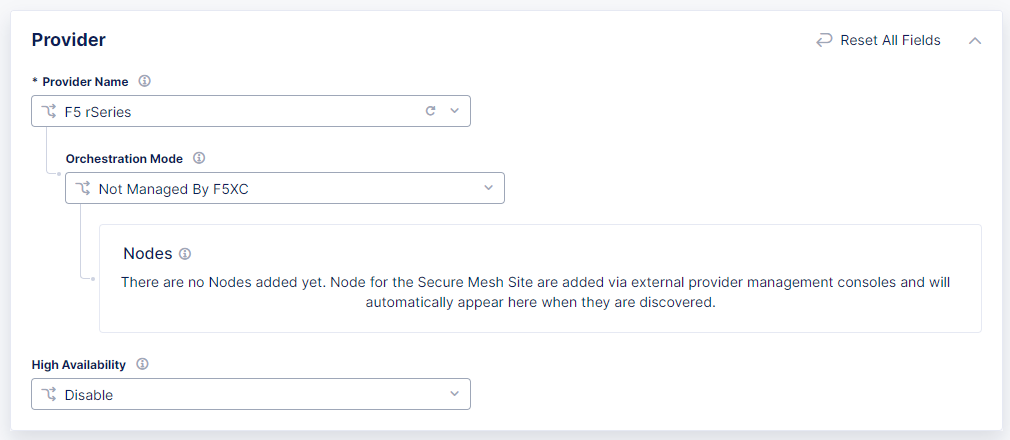 Provider
Reset All Fields
* Provider Name
F5 rSeries
Orchestration Mode
Not Managed By F5XC
Nodes
There are no Nodes added yet. Node for the Secure Mesh Site are added via external provider management consoles and will
automatically appear here when they are discovered.
High Availability
Disable